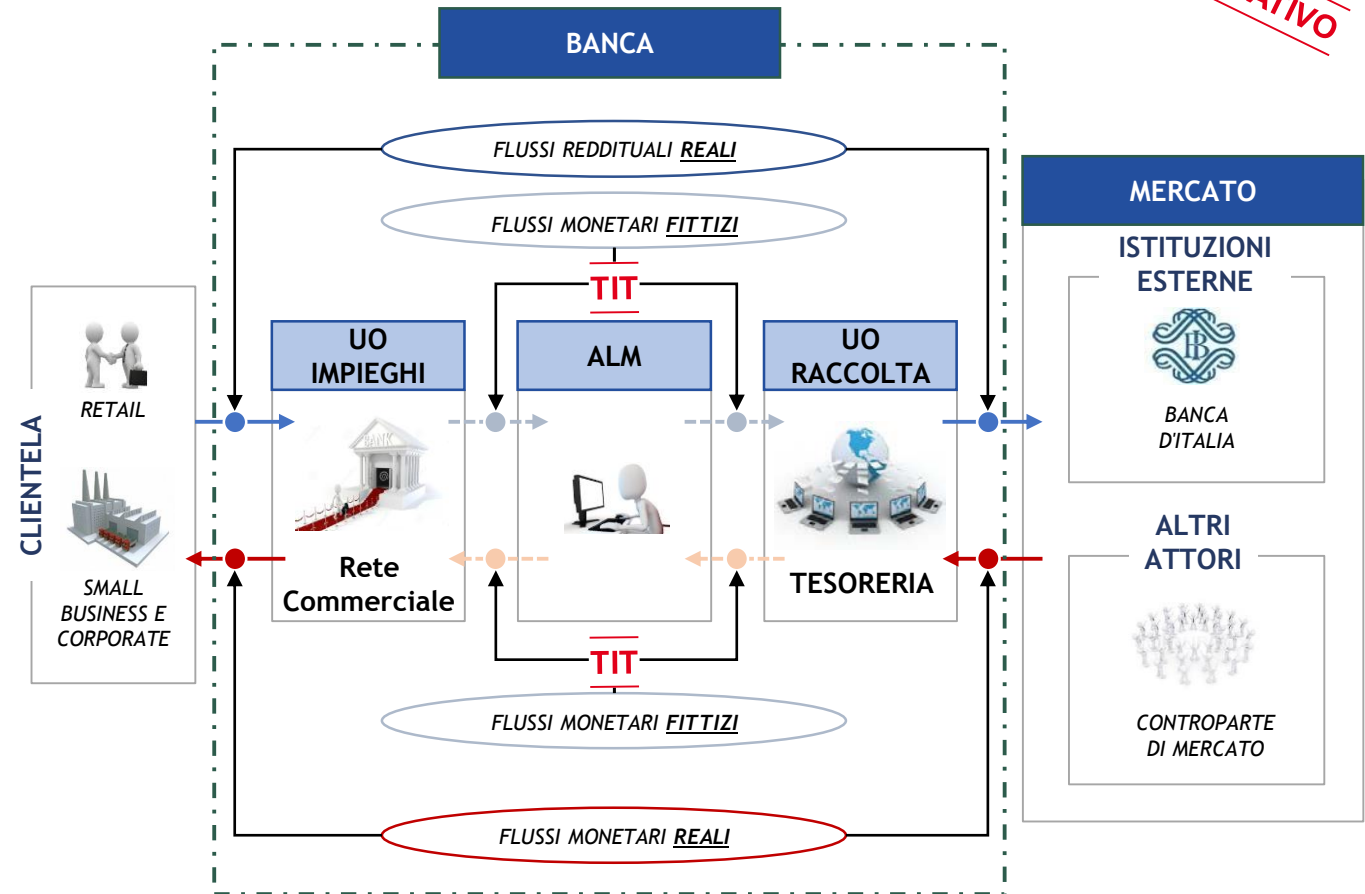 BANCA
FLUSSI REDDITUALI REALI
FLUSSI MONETARI FITTIZI
TIT
MERCATO
ISTITUZIONI
ESTERNE
BANCA
D'ITALIA
ALTRI
ATTORI
CONTROPARTE
DI MERCATO
CLIENTELA
RETAIL
SMALL
BUSINESS E
CORPORATE
UO
IMPIEGHI
BANK
Rete
Commerciale
ALM
UO
RACCOLTA
TESORERIA
TIT
FLUSSI MONETARI FITTIZI
FLUSSI MONETARI REALI